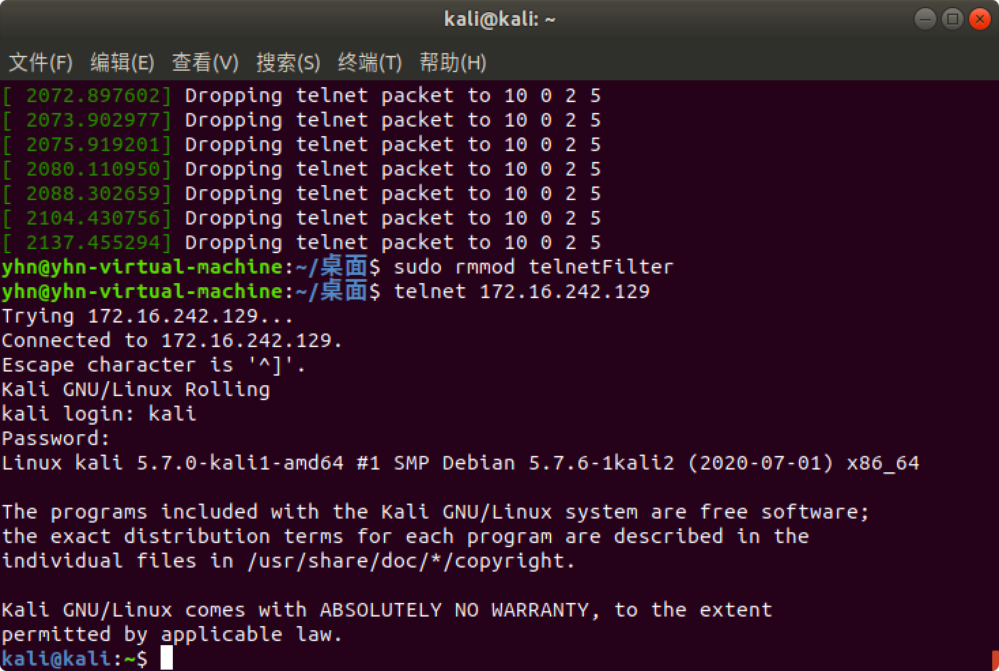 kali@kali: ~
文件(F) 编辑(E) 查看(V) 搜索(S) 终端(T) 帮助(H)
[ 2072.897602] Dropping telnet packet to 10 0 2 5
[ 2073.902977] Dropping telnet packet to 10 0 2 5
[ 2075.919201] Dropping telnet packet to 10 0 2 5
[ 2080.110950] Dropping telnet packet to 10 0 2 5
[ 2088.302659] Dropping telnet packet to 10 0 2 5
[ 2104.430756] Dropping telnet packet to 10 0 2 5
[ 2137.455294] Dropping telnet packet to 10 0 2 5
yhn@yhn-virtual-machine:~/桌面$ sudo rmmod telnetFilter
yhn@yhn-virtual-machine:~/桌面$ telnet 172.16.242.129
Trying 172.16.242.129...
Connected to 172.16.242.129.
Escape character is '^]'.
Kali GNU/Linux Rolling
kali login: kali
Password:
Linux kali 5.7.0-kali1-amd64 #1 SMP Debian 5.7.6-1kali2 (2020-07-01) x86_64
The programs included with the Kali GNU/Linux system are free software;
the exact distribution terms for each program are described in the
individual files in /usr/share/doc/*/copyright.
Kali GNU/Linux comes with ABSOLUTELY NO WARRANTY, to the extent
permitted by applicable law.
kali@kali:~$